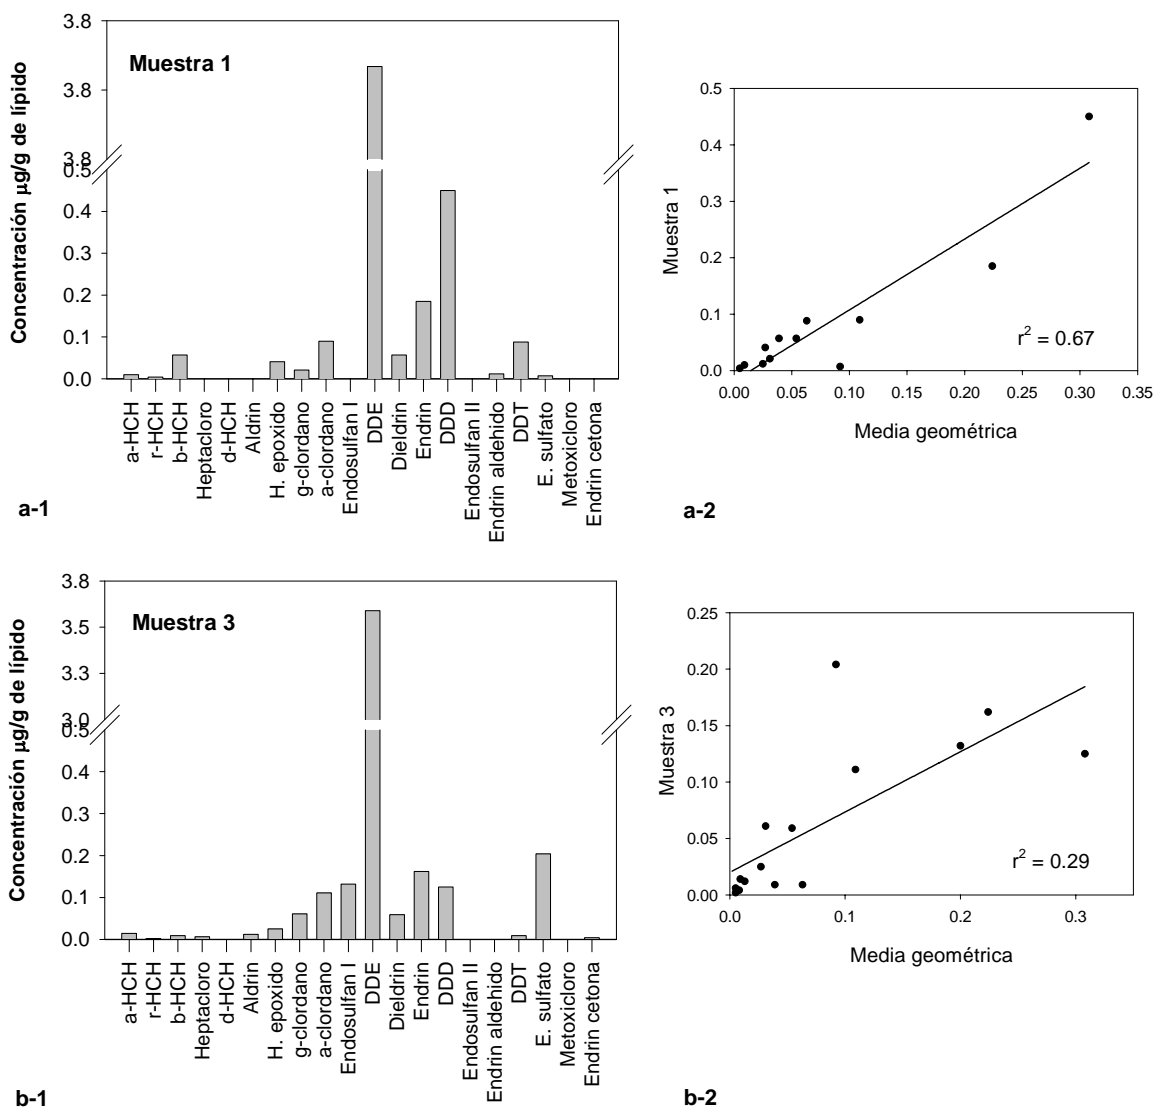 Concentración µg/g de lípido
3.8
3.8
3.8
0.5
0.4
0.3
0.2
0.1
0.0
Muestra 1
a-HCH
r-HCH
b-HCH
Heptacloro
d-HCH
Aldrin
H. epoxido
g-clordano
a-clordano
Endosulfan I
DDE
Dieldrin
Endrin
DDD
Endosulfan II
Endrin aldehido
DDT
E. sulfato
Metoxicloro
Endrin cetona
a-1
Muestra 1
0.5
0.4
0.3
0.2
0.1
0.0
r² = 0.67
0.00 0.05 0.10 0.15 0.20 0.25 0.30 0.35
Media geométrica
a-2
Concentración µg/g de lípido
3.8
3.5
3.3
3.0
0.5
0.4
0.3
0.2
0.1
0.0
Muestra 3
a-HCH
r-HCH
b-HCH
Heptacloro
d-HCH
Aldrin
H. epoxido
g-clordano
a-clordano
Endosulfan I
DDE
Dieldrin
Endrin
DDD
Endosulfan II
Endrin aldehido
DDT
E. sulfato
Metoxicloro
Endrin cetona
b-1
Muestra 3
0.25
0.20
0.15
0.10
0.05
0.00
r² = 0.29
0.0 0.1 0.2 0.3
Media geométrica
b-2